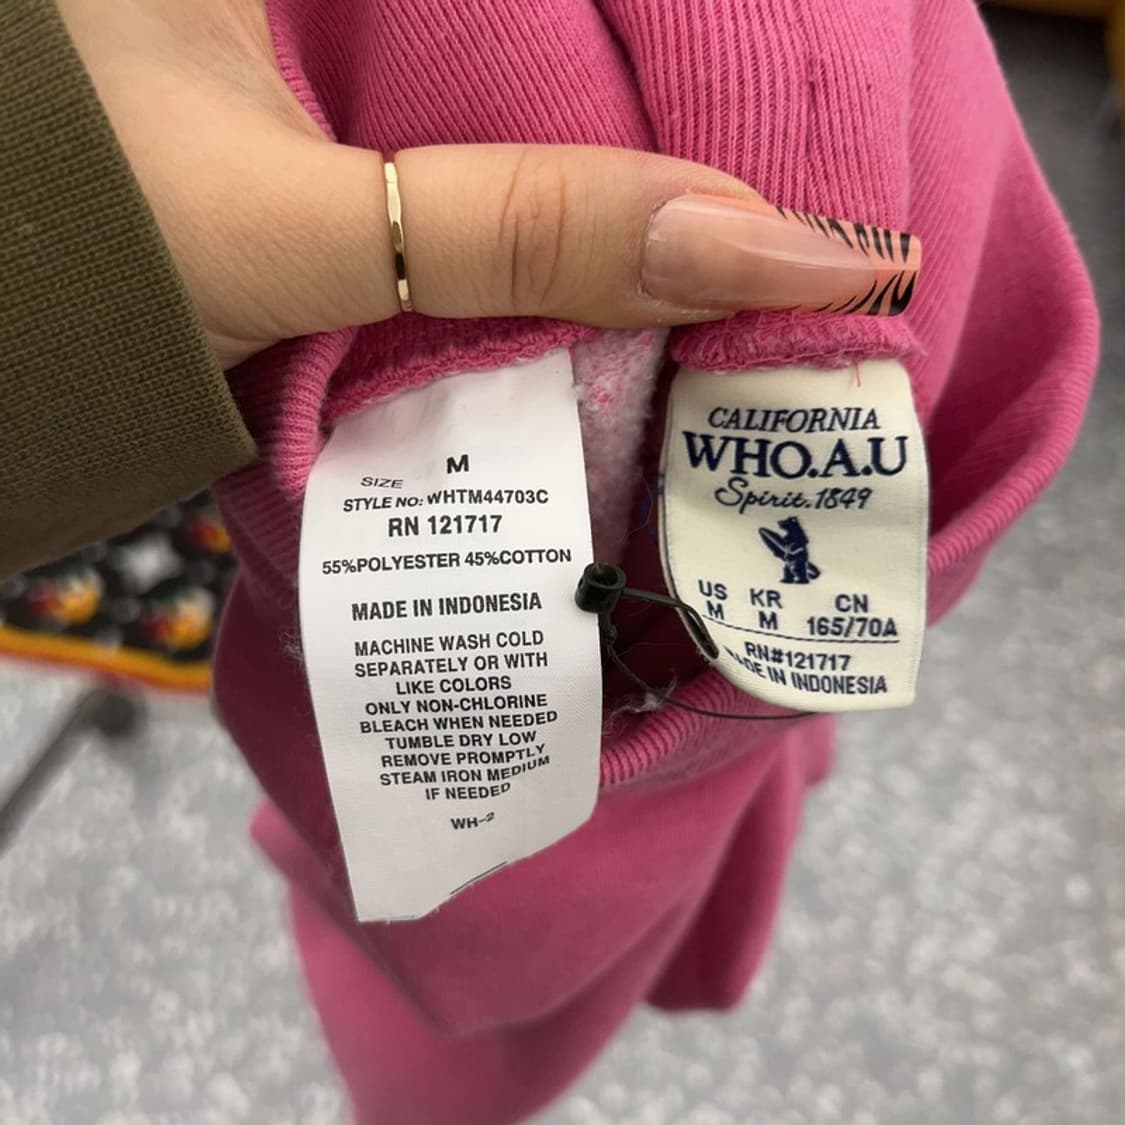 M
SIZE
STYLE NO: WHTM44703C
RN 121717
55%POLYESTER 45%COTTON
MADE IN INDONESIA
MACHINE WASH COLD
SEPARATELY OR WITH
LIKE COLORS
ONLY NON-CHLORINE
BLEACH WHEN NEEDED
TUMBLE DRY LOW
REMOVE PROMPTLY
STEAM IRON MEDIUM
IF NEEDED
WH-2
CALIFORNIA
WHO.A.U
Spirit.1849
US KR CN
M M 165/70A
RN#121717
MADE IN INDONESIA